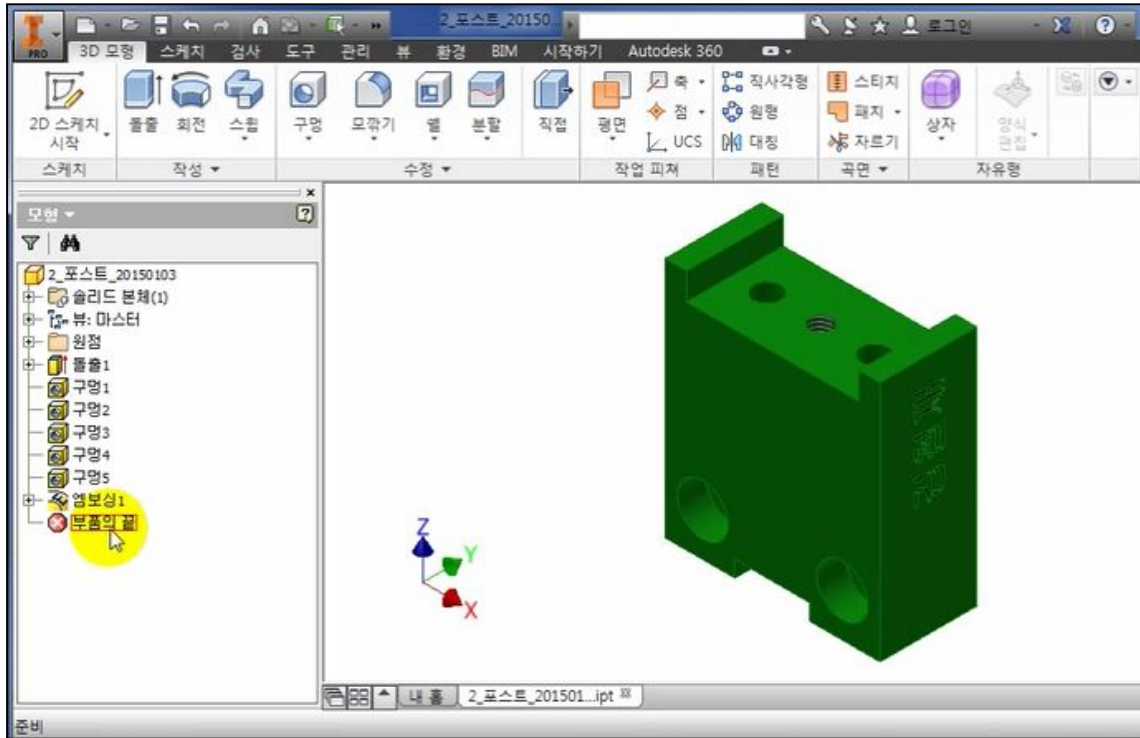 2_포스트_20150
로그인
PRO
3D 모형 스케치 검사 도구 관리 뷰 환경 BIM 시작하기 Autodesk 360
2D 스케치 시작
돌출 회전 스윕
구멍 모깎기 쉘 분할 직접
평면 축 점 UCS
직사각형 원형 대칭
스티치 패치 자르기
상자 양식 편집
스케치 작성 수정 작업 피쳐 패턴 곡면 자유형
모형
2_포스트_20150103
솔리드 본체(1)
뷰: 마스터
원점
돌출1
구멍1
구멍2
구멍3
구멍4
구멍5
엠보싱1
부품의 끝
Z
Y
X
내 홈 2_포스트_201501...ipt
준비